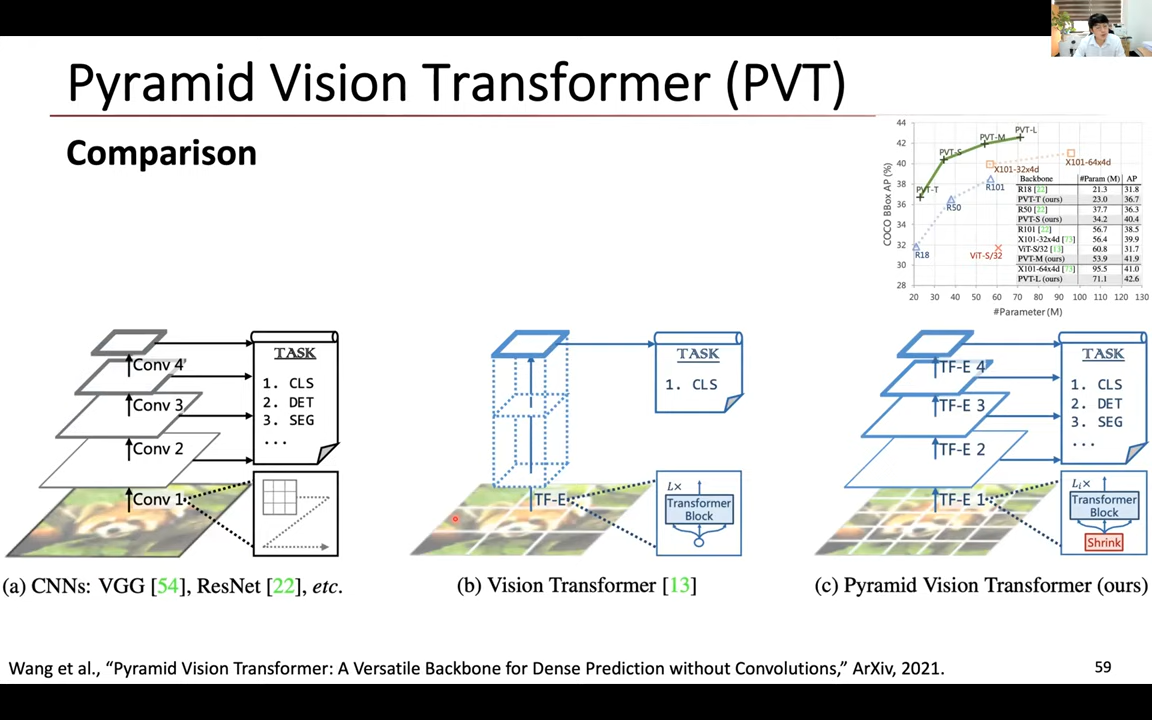 Pyramid Vision Transformer (PVT)
Comparison
COCO BBox AP (%)
44
42
40
38
36
34
32
30
28
20 30 40 50 60 70 80 90 100 110 120 130
#Parameter (M)
PVT-T
PVT-S
PVT-M
PVT-L
R18
R50
R101
X101-32x4d
X101-64x4d
ViT-S/32
Backbone #Param (M) AP
R18 [22] 21.3 31.8
PVT-T (ours) 23.0 36.7
R50 [22] 37.7 36.3
PVT-S (ours) 34.2 40.4
R101 [22] 56.7 38.5
X101-32x4d [73] 56.4 39.9
ViT-S/32 [13] 60.8 31.7
PVT-M (ours) 53.9 41.9
X101-64x4d [73] 95.5 41.0
PVT-L (ours) 71.1 42.6
Conv 4
Conv 3
Conv 2
Conv 1
TASK
1. CLS
2. DET
3. SEG
...
(a) CNNs: VGG [54], ResNet [22], etc.
TF-E
TASK
1. CLS
L×
Transformer
Block
(b) Vision Transformer [13]
TF-E 4
TF-E 3
TF-E 2
TF-E 1
TASK
1. CLS
2. DET
3. SEG
...
Li×
Transformer
Block
Shrink
(c) Pyramid Vision Transformer (ours)
Wang et al., “Pyramid Vision Transformer: A Versatile Backbone for Dense Prediction without Convolutions,” ArXiv, 2021.
59